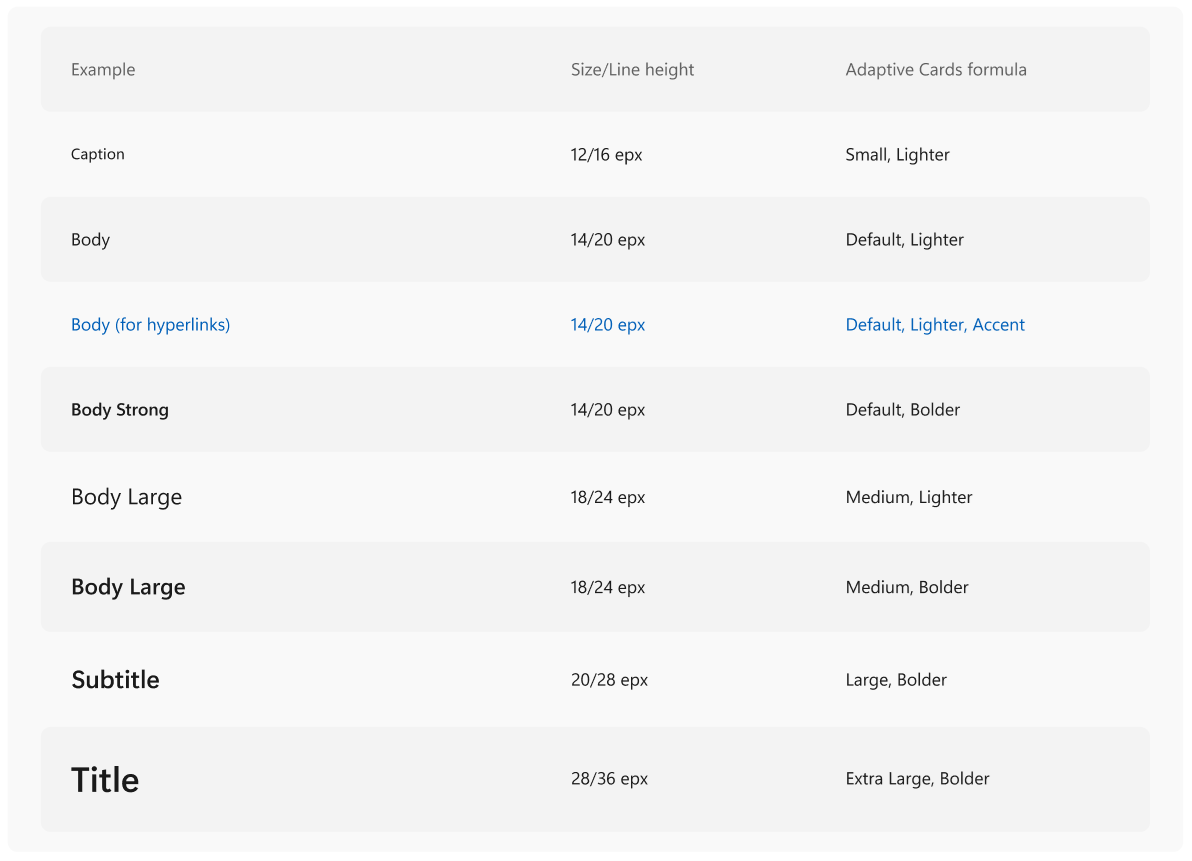 Example Size/Line height Adaptive Cards formula
Caption 12/16 epx Small, Lighter
Body 14/20 epx Default, Lighter
Body (for hyperlinks) 14/20 epx Default, Lighter, Accent
Body Strong 14/20 epx Default, Bolder
Body Large 18/24 epx Medium, Lighter
Body Large 18/24 epx Medium, Bolder
Subtitle 20/28 epx Large, Bolder
Title 28/36 epx Extra Large, Bolder